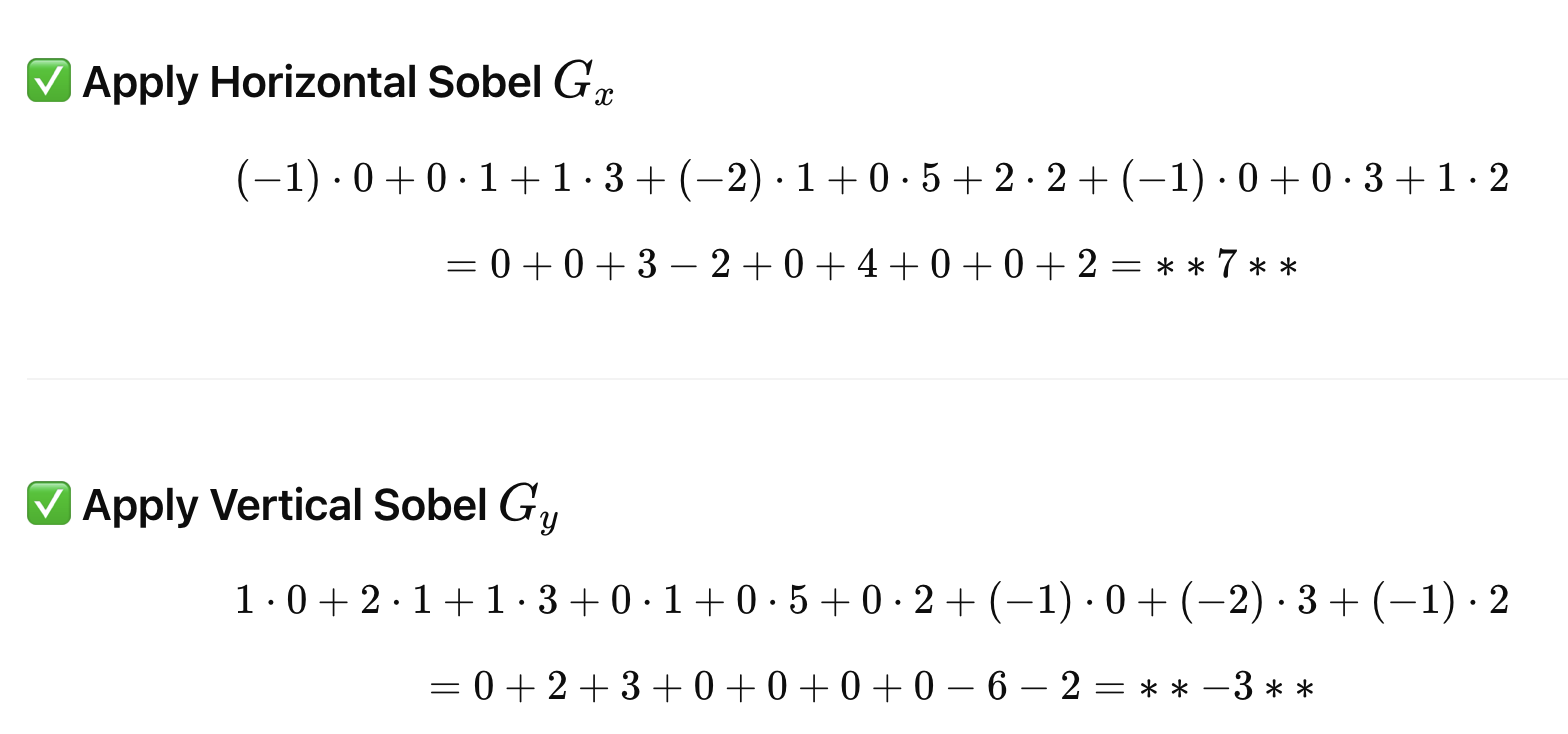 ✅ Apply Horizontal Sobel Gₓ
(−1) · 0 + 0 · 1 + 1 · 3 + (−2) · 1 + 0 · 5 + 2 · 2 + (−1) · 0 + 0 · 3 + 1 · 2
= 0 + 0 + 3 − 2 + 0 + 4 + 0 + 0 + 2 = ∗ ∗ 7 ∗ ∗
✅ Apply Vertical Sobel G_y
1 · 0 + 2 · 1 + 1 · 3 + 0 · 1 + 0 · 5 + 0 · 2 + (−1) · 0 + (−2) · 3 + (−1) · 2
= 0 + 2 + 3 + 0 + 0 + 0 + 0 − 6 − 2 = ∗ ∗ −3 ∗ ∗